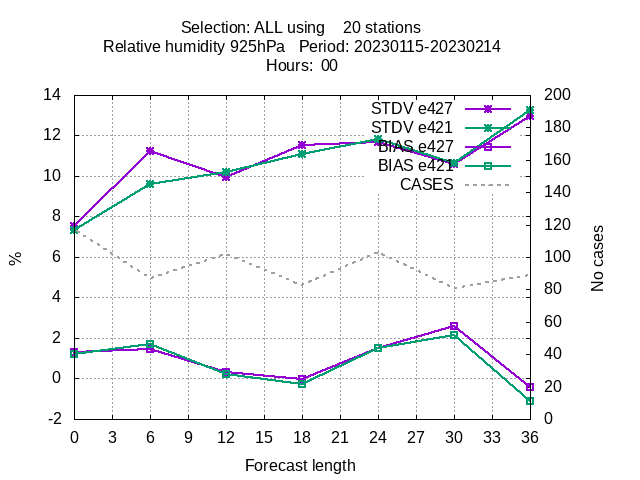 Selection: ALL using    20 stations
Relative humidity 925hPa   Period: 20230115-20230214
Hours:  00
14
12
10
8
6
4
2
0
-2
%
200
180
160
140
120
100
80
60
40
20
0
No cases
STDV e427
STDV e421
BIAS e427
BIAS e421
CASES
0 3 6 9 12 15 18 21 24 27 30 33 36
Forecast length